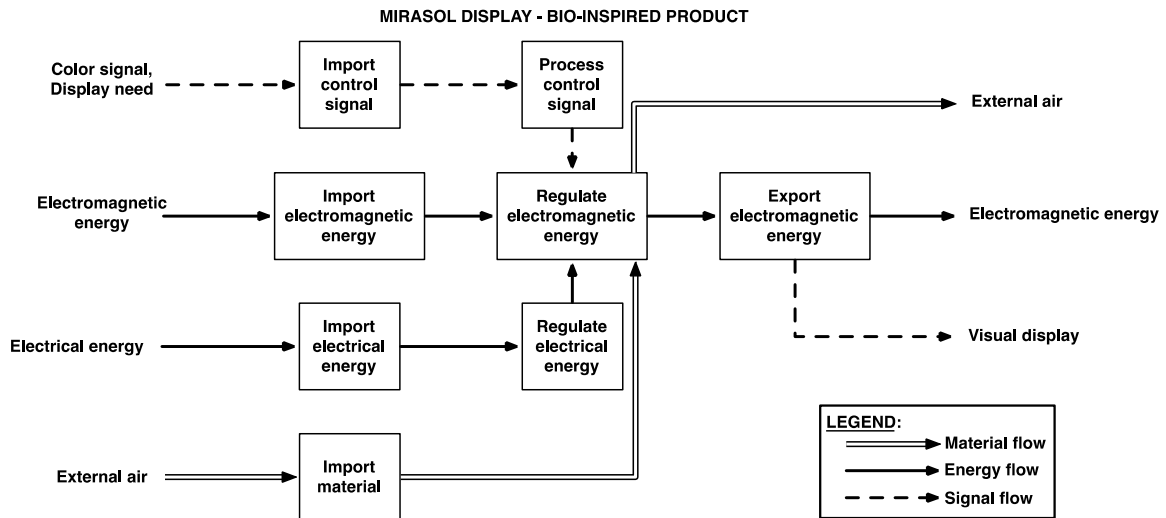 MIRASOL DISPLAY - BIO-INSPIRED PRODUCT
Color signal,
Display need
Import
control
signal
Process
control
signal
External air
Electromagnetic
energy
Import
electromagnetic
energy
Regulate
electromagnetic
energy
Export
electromagnetic
energy
Electromagnetic energy
Electrical energy
Import
electrical
energy
Regulate
electrical
energy
Visual display
External air
Import
material
LEGEND:
Material flow
Energy flow
Signal flow